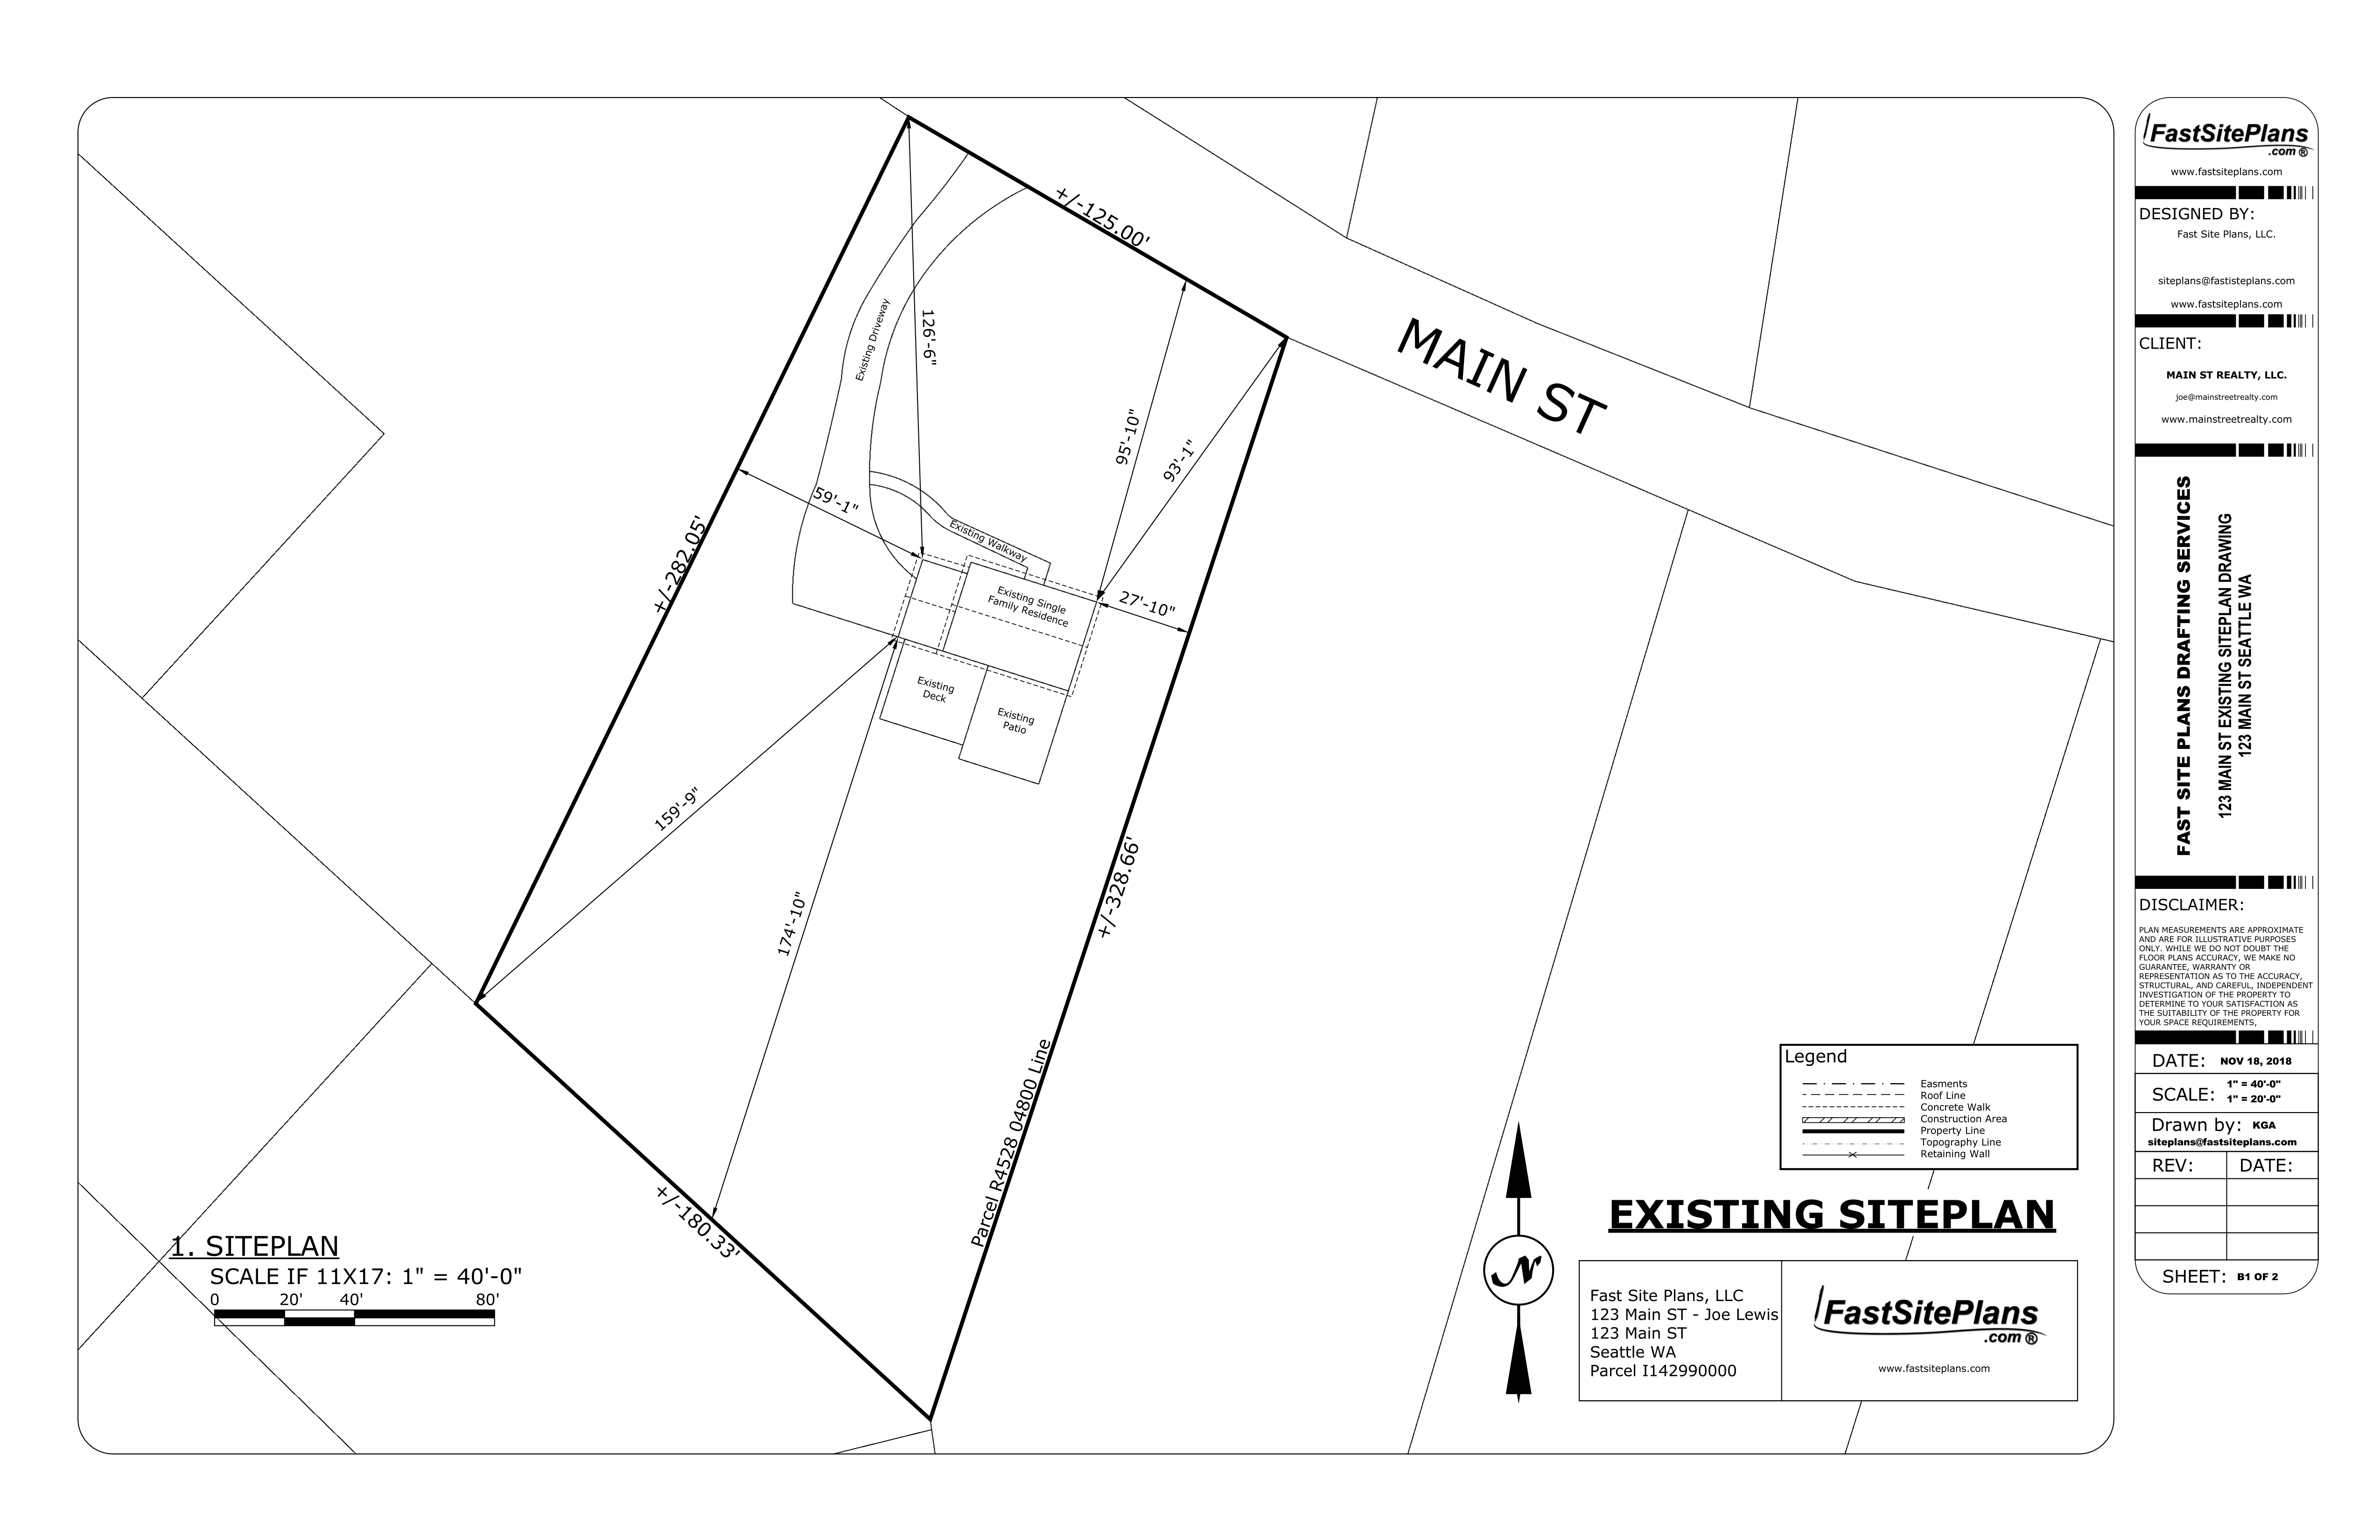 +/-125.00'
126'-6"
Existing Driveway
95'-10"
93'-1"
MAIN ST
59'-1"
+/-282.05'
Existing Walkway
Existing Single
Family Residence
27'-10"
Existing
Deck
Existing
Patio
159'-9"
174'-10"
+/-328.66'
Parcel R4528 04800 Line
+/-180.33'
1. SITEPLAN
SCALE IF 11X17: 1" = 40'-0"
0 20' 40' 80'
Legend
Easments
Roof Line
Concrete Walk
Construction Area
Property Line
Topography Line
Retaining Wall
N
EXISTING SITEPLAN
Fast Site Plans, LLC
123 Main ST - Joe Lewis
123 Main ST
Seattle WA
Parcel I142990000
FastSitePlans
.com ®
www.fastsiteplans.com
FastSitePlans
.com ®
www.fastsiteplans.com
DESIGNED BY:
Fast Site Plans, LLC.
siteplans@fastisteplans.com
www.fastsiteplans.com
CLIENT:
MAIN ST REALTY, LLC.
joe@mainstreetrealty.com
www.mainstreetrealty.com
FAST SITE PLANS DRAFTING SERVICES
123 MAIN ST EXISTING SITEPLAN DRAWING
123 MAIN ST SEATTLE WA
DISCLAIMER:
PLAN MEASUREMENTS ARE APPROXIMATE
AND ARE FOR ILLUSTRATIVE PURPOSES
ONLY. WHILE WE DO NOT DOUBT THE
FLOOR PLANS ACCURACY, WE MAKE NO
GUARANTEE, WARRANTY OR
REPRESENTATION AS TO THE ACCURACY,
STRUCTURAL, AND CAREFUL, INDEPENDENT
INVESTIGATION OF THE PROPERTY TO
DETERMINE TO YOUR SATISFACTION AS
THE SUITABILITY OF THE PROPERTY FOR
YOUR SPACE REQUIREMENTS,
DATE: NOV 18, 2018
SCALE: 1" = 40'-0"
1" = 20'-0"
Drawn by: KGA
siteplans@fastsiteplans.com
REV: DATE:
SHEET: B1 OF 2